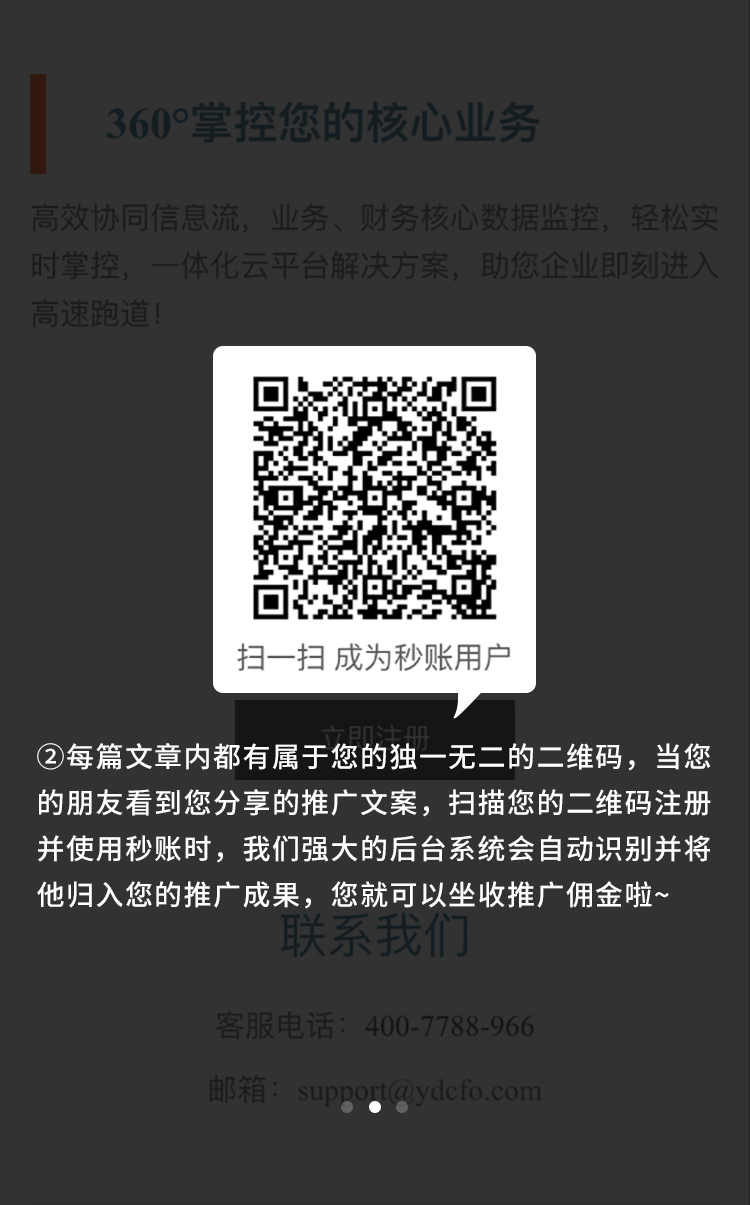 360°掌控您的核心业务
高效协同信息流，业务、财务核心数据监控，轻松实
时掌控，一体化云平台解决方案，助您企业即刻进入
高速跑道！
扫一扫 成为秒账用户
立即注册
②每篇文章内都有属于您的独一无二的二维码，当您
的朋友看到您分享的推广文案，扫描您的二维码注册
并使用秒账时，我们强大的后台系统会自动识别并将
他归入您的推广成果，您就可以坐收推广佣金啦~
联系我们
客服电话：400-7788-966
邮箱：support@ydcfo.com